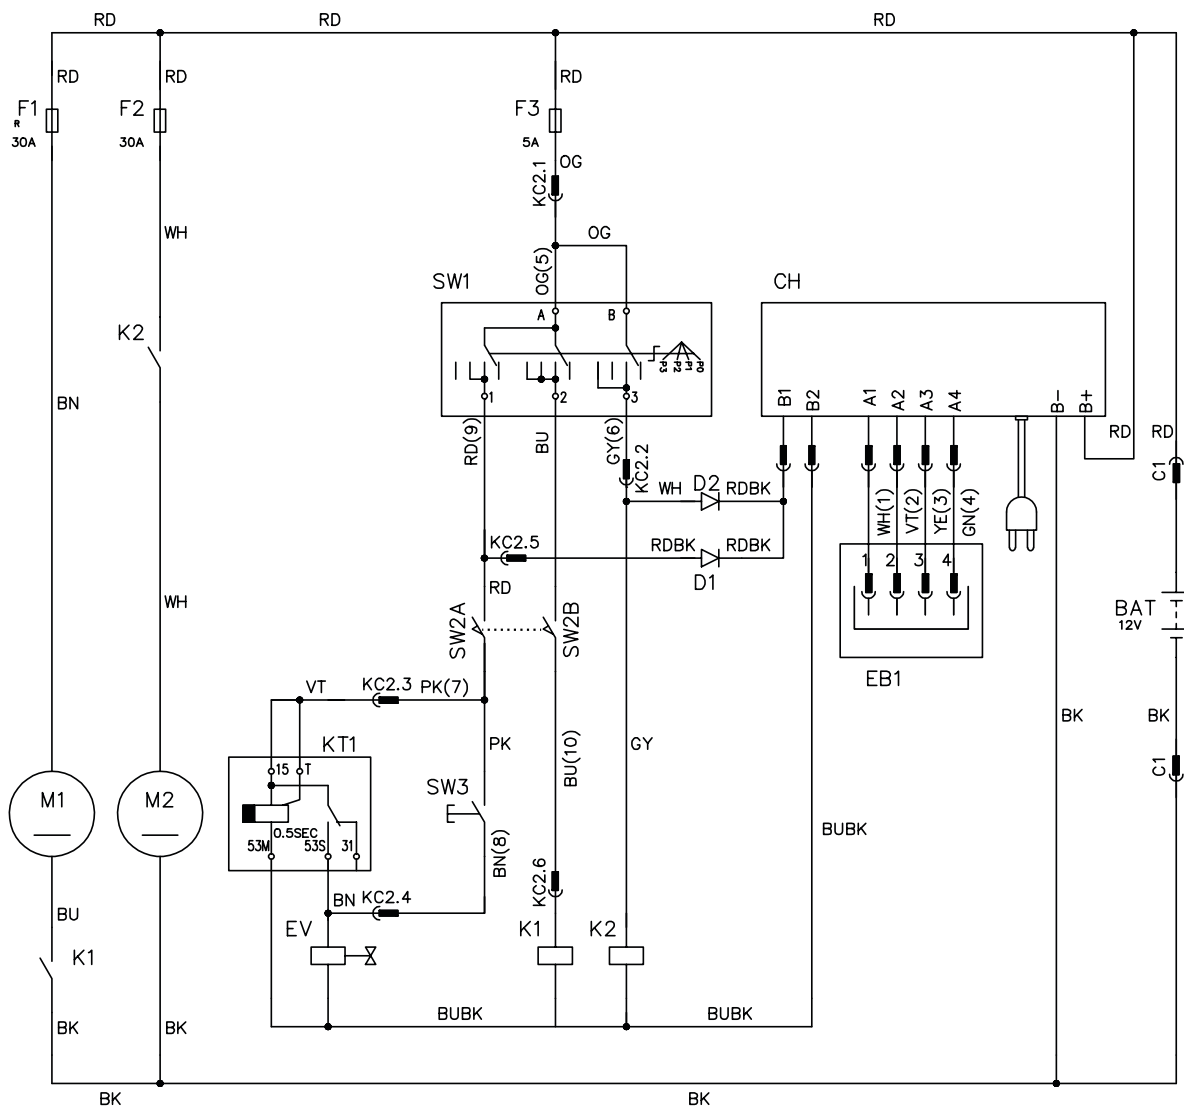 RD RD RD
RD RD RD
F1 F2 F3
R
30A 30A 5A
OG
KC2.1
WH OG
OG(5)
SW1 CH
A B
K2
P3 P2 P1 P0
1 2 3
BN
B1 B2 A1 A2 A3 A4 B- B+
RD(9) BU GY(6) RD RD
KC2.2
C1
WH D2 RDBK
WH(1) VT(2) YE(3) GN(4)
KC2.5 RDBK RDBK
D1
1 2 3 4
RD
WH SW2A SW2B BAT
12V
EB1
VT KC2.3 PK(7)
KT1 PK BU(10) GY BK BK
15 T
C1
M1 M2 SW3
0.5SEC BUBK
53M 53S 31 BN(8)
BN KC2.4 KC2.6
BU EV K1 K2
K1
BUBK BUBK
BK BK
BK BK